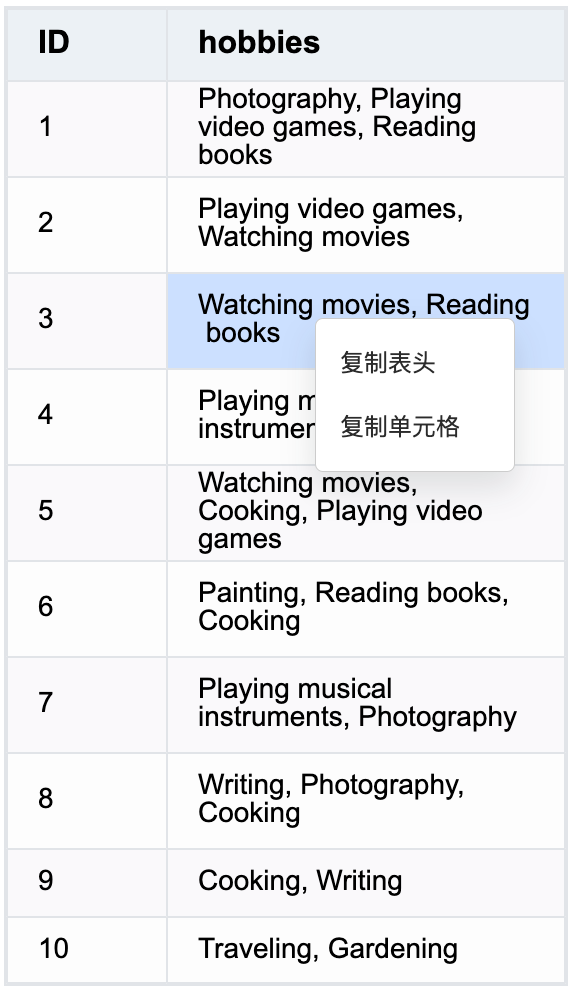 ID hobbies
1 Photography, Playing
video games, Reading
books
2 Playing video games,
Watching movies
3 Watching movies, Reading
books
复制表头
4 Playing
复制单元格
5 Watching movies,
Cooking, Playing video
games
6 Painting, Reading books,
Cooking
7 Playing musical
instruments, Photography
8 Writing, Photography,
Cooking
9 Cooking, Writing
10 Traveling, Gardening